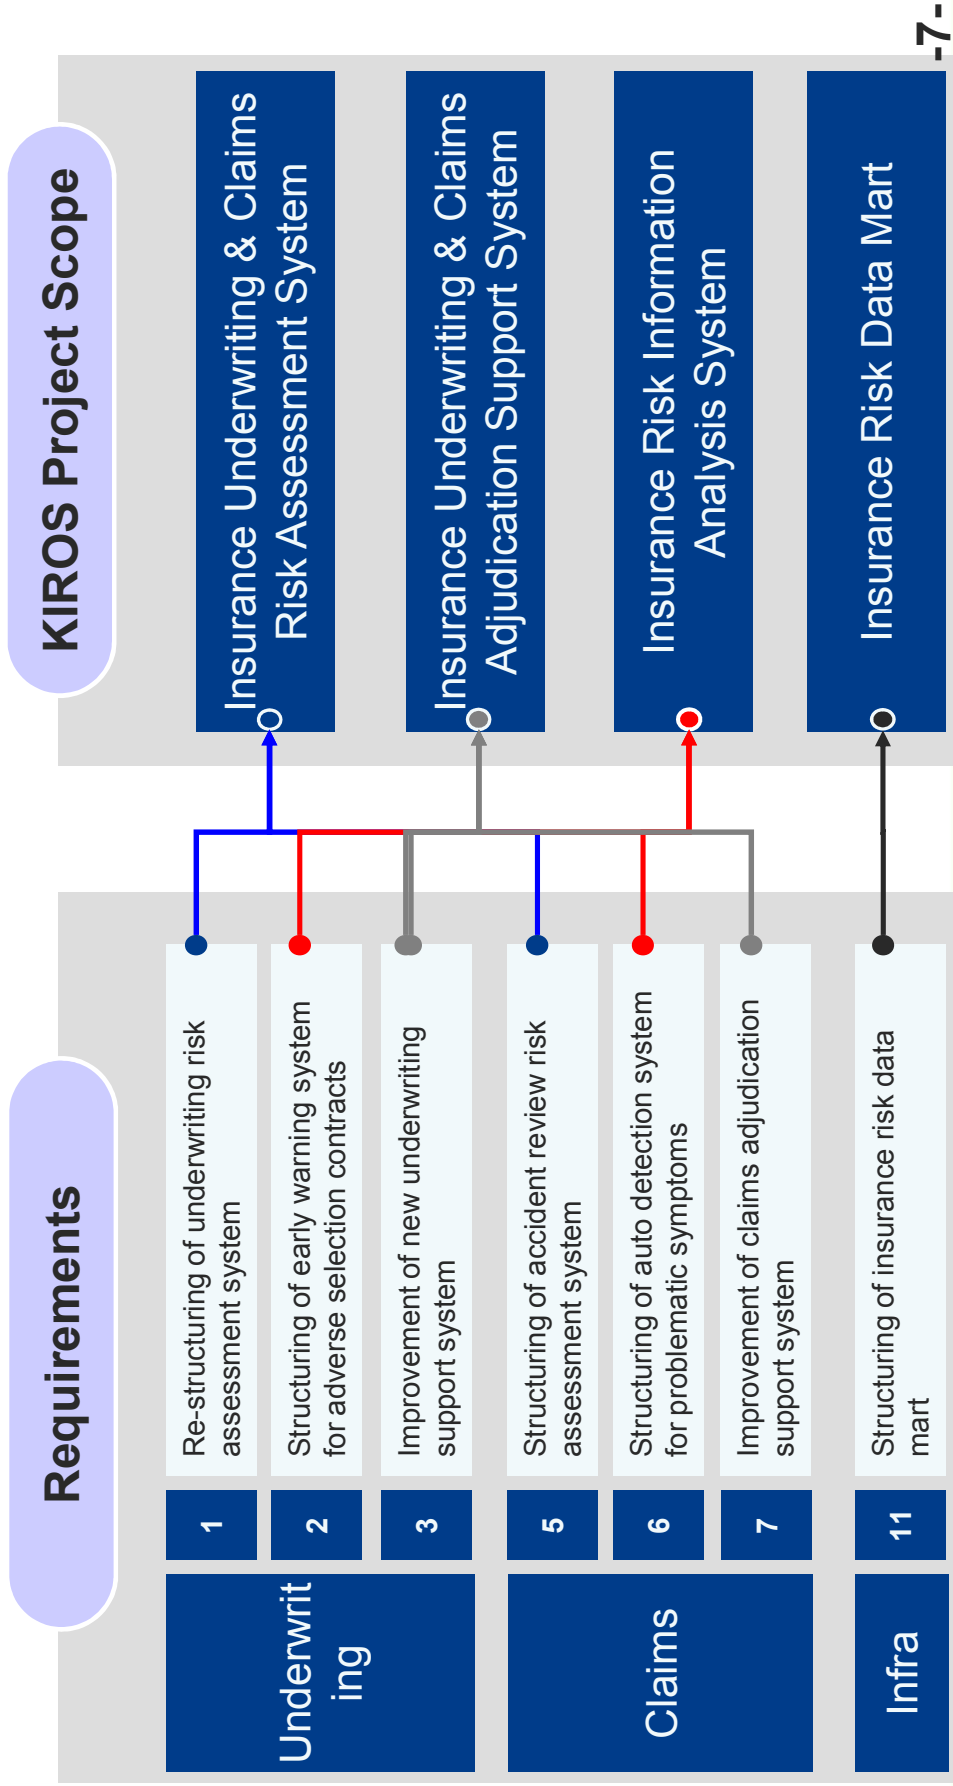 Requirements
KIROS Project Scope
Underwrit
ing
1
Re-structuring of underwriting risk
assessment system
2
Structuring of early warning system
for adverse selection contracts
3
Improvement of new underwriting
support system
Claims
5
Structuring of accident review risk
assessment system
6
Structuring of auto detection system
for problematic symptoms
7
Improvement of claims adjudication
support system
Infra
11
Structuring of insurance risk data
mart
Insurance Underwriting & Claims
Risk Assessment System
Insurance Underwriting & Claims
Adjudication Support System
Insurance Risk Information
Analysis System
Insurance Risk Data Mart
-7-